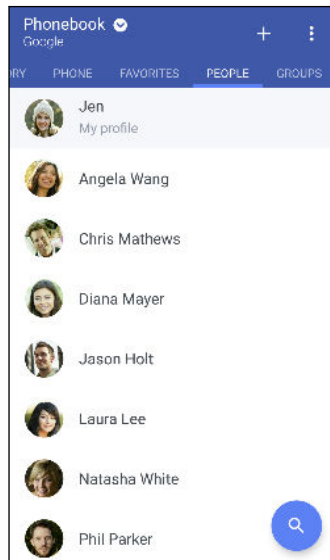 Phonebook
Google
RY PHONE FAVORITES PEOPLE GROUPS
Jen
My profile
Angela Wang
Chris Mathews
Diana Mayer
Jason Holt
Laura Lee
Natasha White
Phil Parker